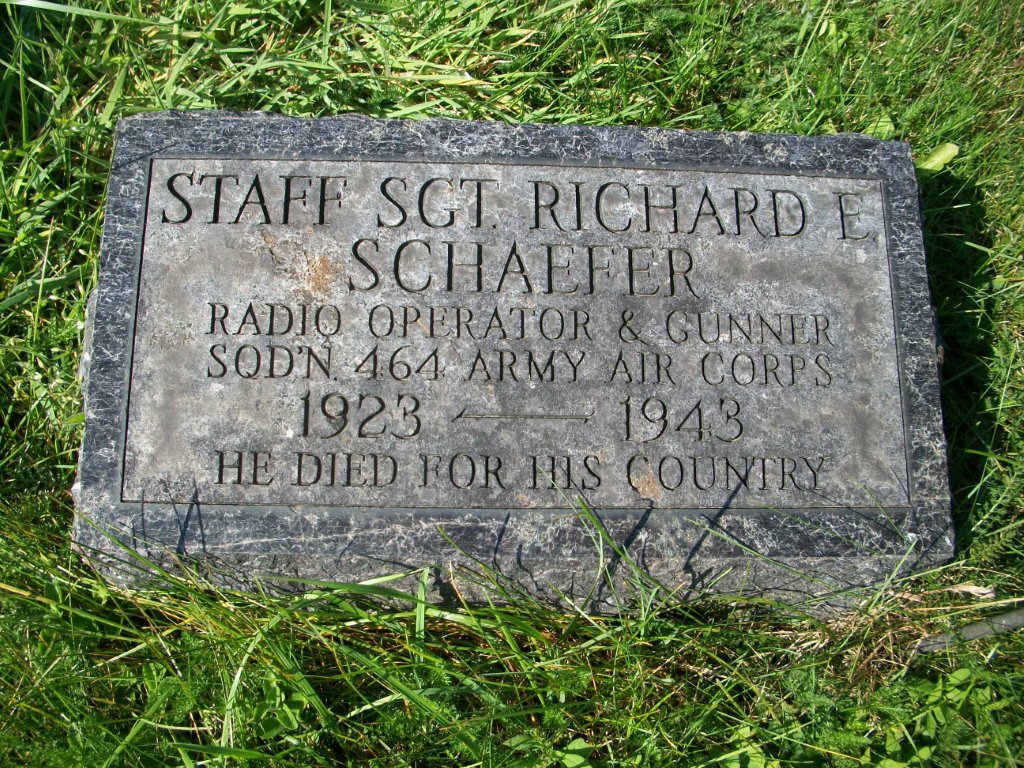 STAFF SGT. RICHARD E.
SCHAEFER
RADIO OPERATOR & GUNNER
SQD'N. 464 ARMY AIR CORPS
1923 — 1943
HE DIED FOR HIS COUNTRY